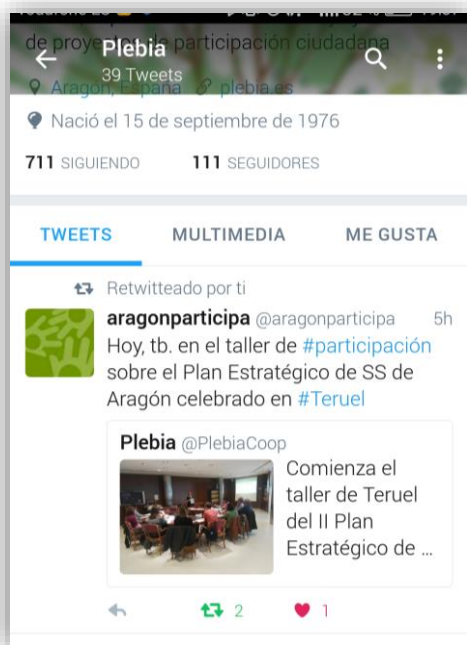 de proyectos de participación ciudadana
Plebia
39 Tweets
Aragón, España plebia.es
Nació el 15 de septiembre de 1976
711 SIGUIENDO 111 SEGUIDORES
TWEETS MULTIMEDIA ME GUSTA
Retwitteado por ti
aragonparticipa @aragonparticipa 5h
Hoy, tb. en el taller de #participación
sobre el Plan Estratégico de SS de
Aragón celebrado en #Teruel
Plebia @PlebiaCoop
Comienza el
taller de Teruel
del II Plan
Estratégico de ...
2 1